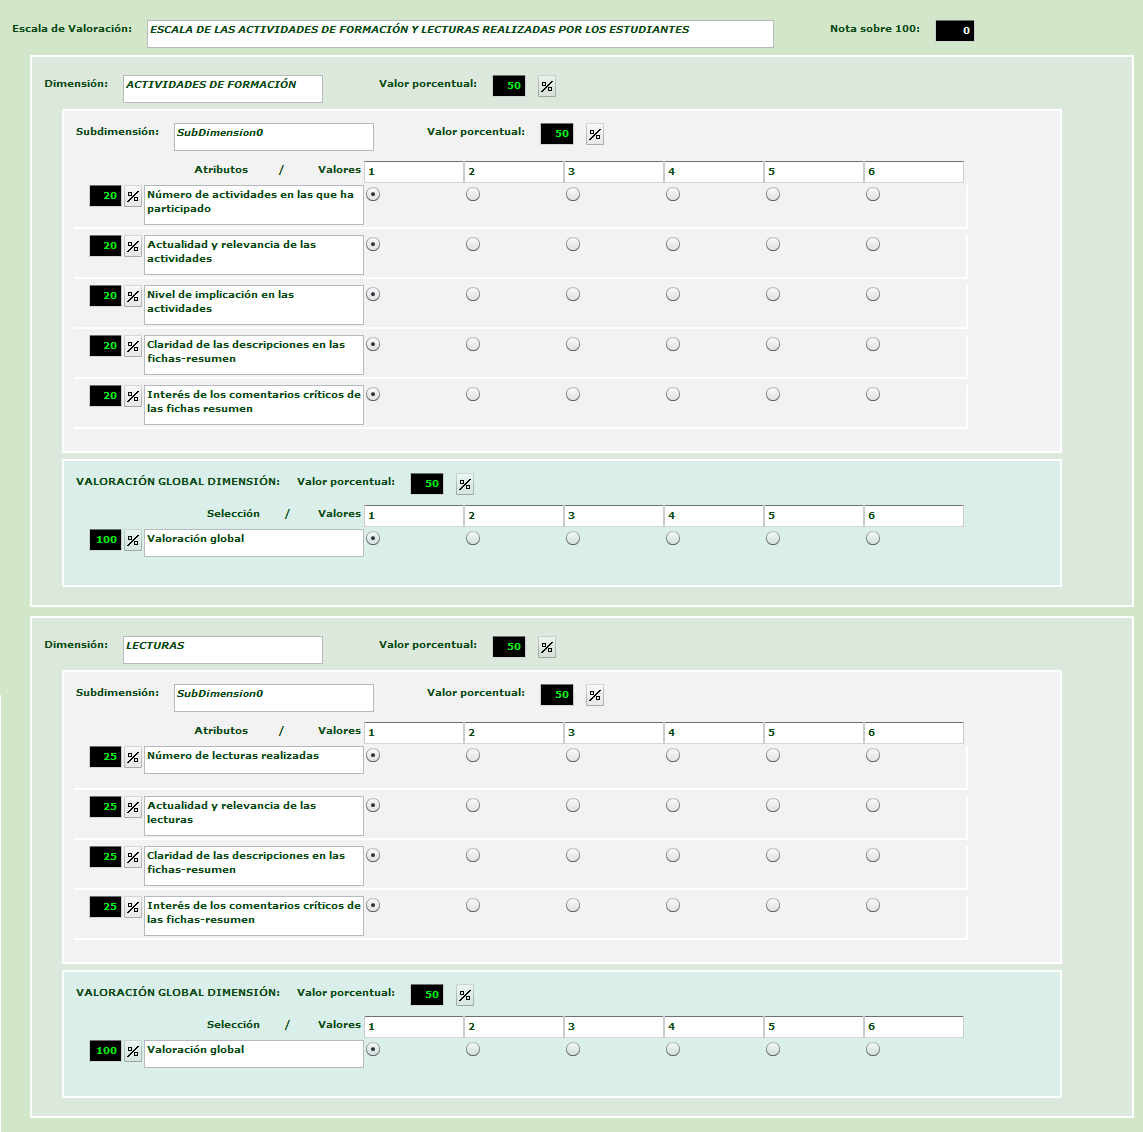 Escala de Valoración: ESCALA DE LAS ACTIVIDADES DE FORMACIÓN Y LECTURAS REALIZADAS POR LOS ESTUDIANTES Nota sobre 100: 0
Dimensión: ACTIVIDADES DE FORMACIÓN Valor porcentual: 50 %
Subdimensión: SubDimension0 Valor porcentual: 50 %
Atributos / Valores 1 2 3 4 5 6
20 % Número de actividades en las que ha
participado
20 % Actualidad y relevancia de las
actividades
20 % Nivel de implicación en las
actividades
20 % Claridad de las descripciones en las
fichas-resumen
20 % Interés de los comentarios críticos de
las fichas resumen
VALORACIÓN GLOBAL DIMENSIÓN: Valor porcentual: 50 %
Selección / Valores 1 2 3 4 5 6
100 % Valoración global
Dimensión: LECTURAS Valor porcentual: 50 %
Subdimensión: SubDimension0 Valor porcentual: 50 %
Atributos / Valores 1 2 3 4 5 6
25 % Número de lecturas realizadas
25 % Actualidad y relevancia de las
lecturas
25 % Claridad de las descripciones en las
fichas-resumen
25 % Interés de los comentarios críticos de
las fichas-resumen
VALORACIÓN GLOBAL DIMENSIÓN: Valor porcentual: 50 %
Selección / Valores 1 2 3 4 5 6
100 % Valoración global